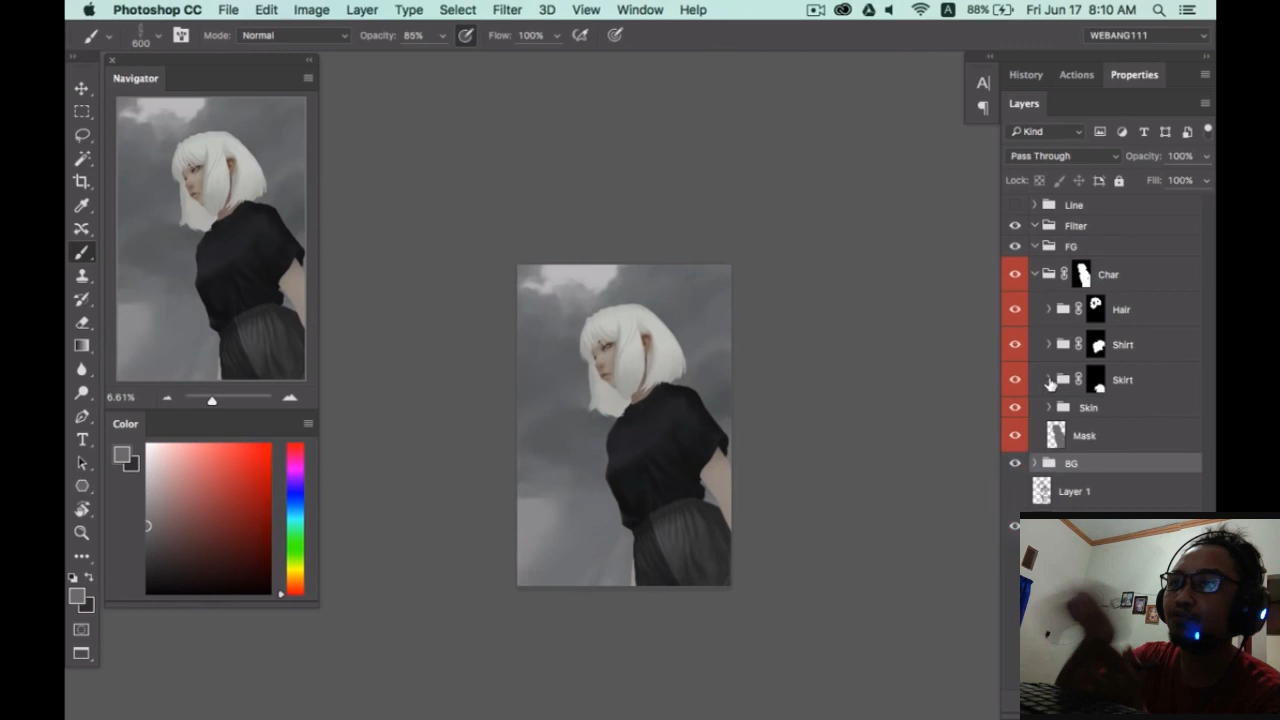 Photoshop CC File Edit Image Layer Type Select Filter 3D View Window Help 88% Fri Jun 17 8:10 AM
600 Mode: Normal Opacity: 85% Flow: 100% WEBANG111
Navigator
6.61%
Color
History Actions Properties
Layers
Kind
Pass Through Opacity: 100%
Lock: Fill: 100%
Line
Filter
FG
Char
Hair
Shirt
Skirt
Skin
Mask
BG
Layer 1